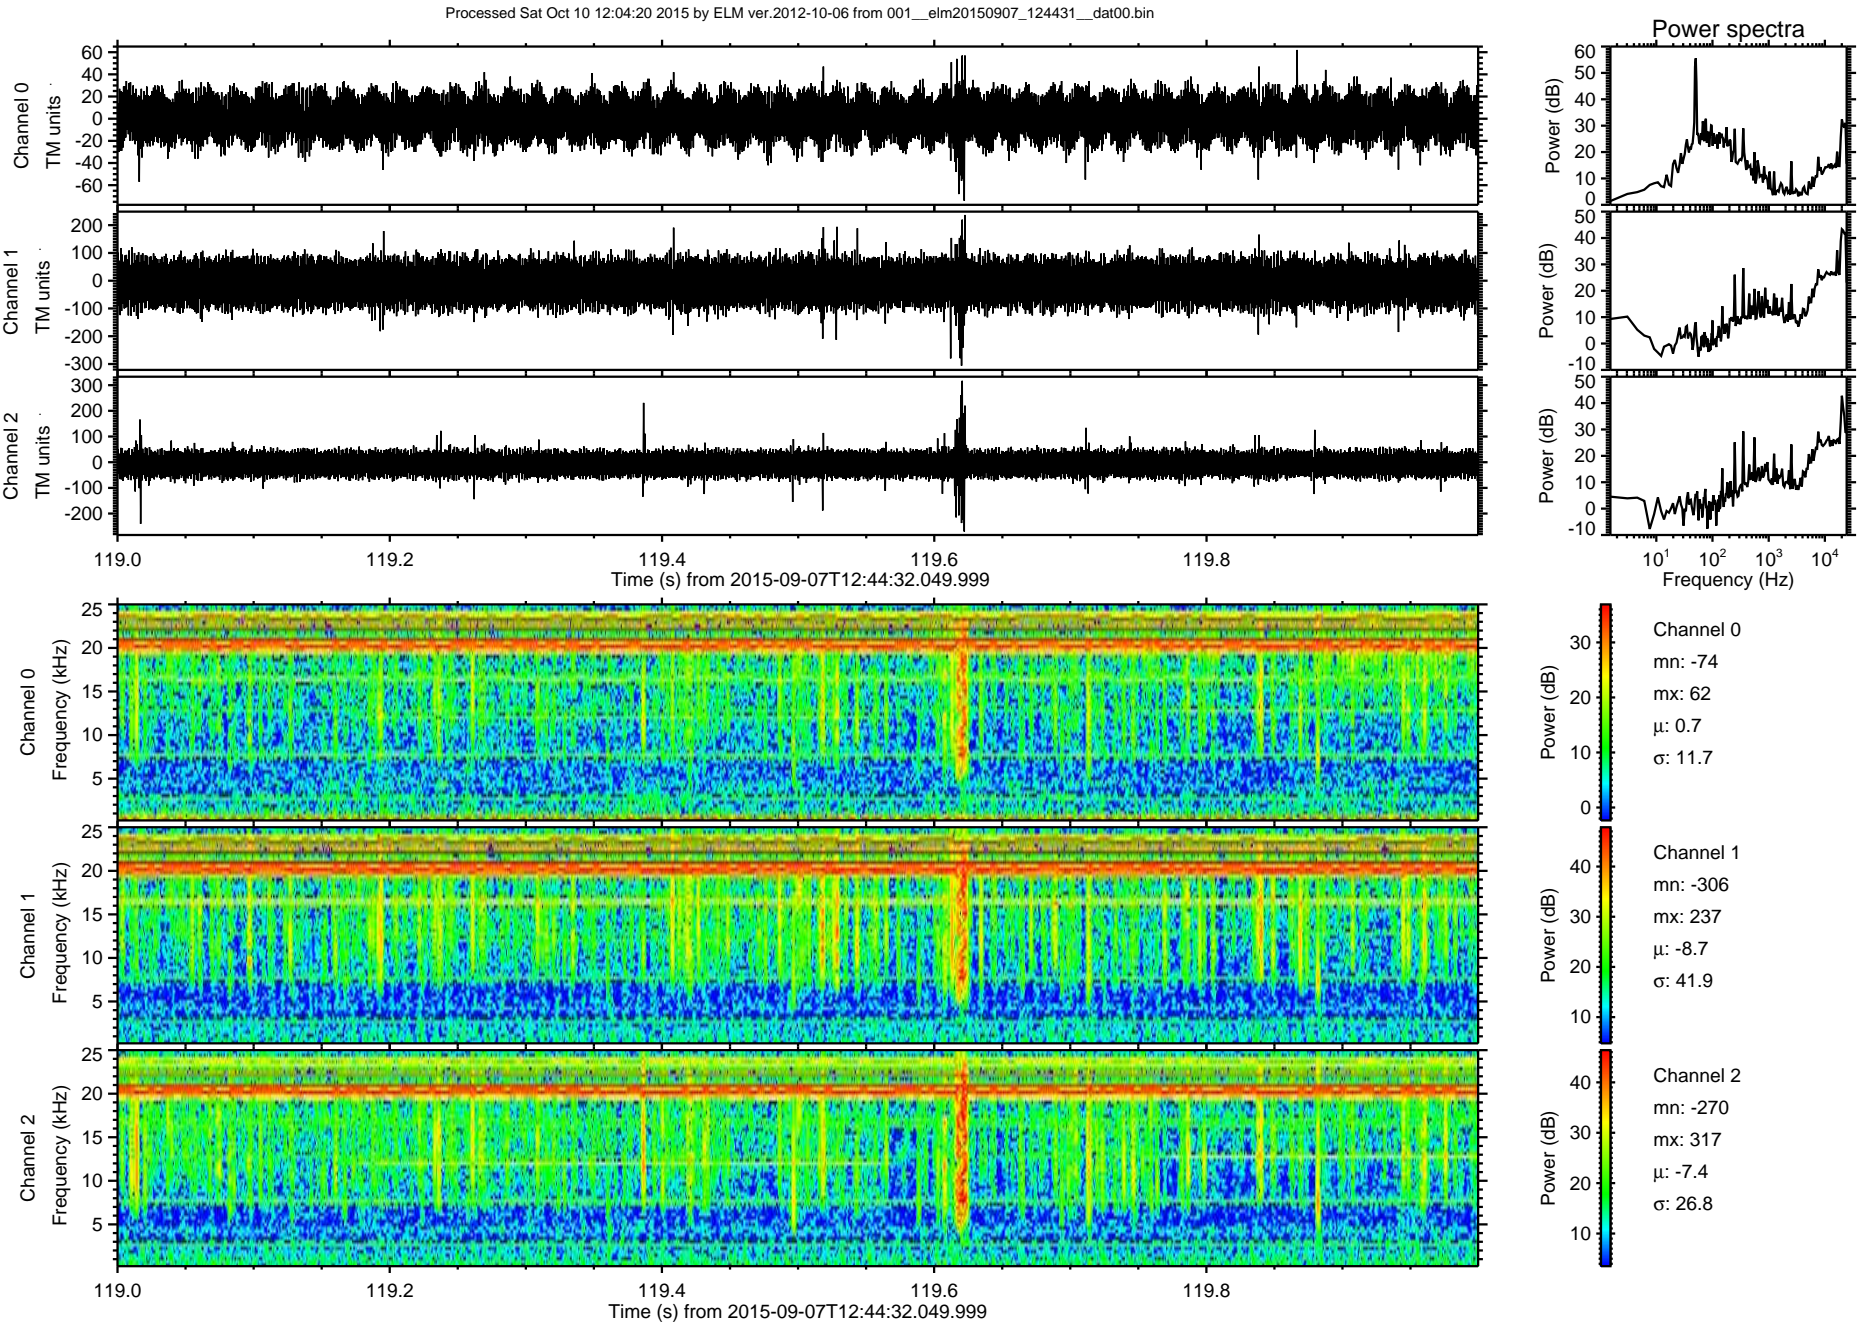 Processed Sat Oct 10 12:04:20 2015 by ELM ver.2012-10-06 from 001__elm20150907_124431__dat00.bin
Power spectra
Channel 0
TM units
60
40
20
0
-20
-40
-60
Power (dB)
60
50
40
30
20
10
0
Channel 1
TM units
200
100
0
-100
-200
-300
Power (dB)
50
40
30
20
10
0
-10
Channel 2
TM units
300
200
100
0
-100
-200
Power (dB)
50
40
30
20
10
0
-10
119.0 119.2 119.4 119.6 119.8
Time (s) from 2015-09-07T12:44:32.049.999
10¹ 10² 10³ 10⁴
Frequency (Hz)
Channel 0
Frequency (kHz)
25
20
15
10
5
Power (dB)
30
20
10
0
Channel 0
mn: -74
mx: 62
µ: 0.7
σ: 11.7
Channel 1
Frequency (kHz)
25
20
15
10
5
Power (dB)
40
30
20
10
Channel 1
mn: -306
mx: 237
µ: -8.7
σ: 41.9
Channel 2
Frequency (kHz)
25
20
15
10
5
Power (dB)
40
30
20
10
Channel 2
mn: -270
mx: 317
µ: -7.4
σ: 26.8
119.0 119.2 119.4 119.6 119.8
Time (s) from 2015-09-07T12:44:32.049.999